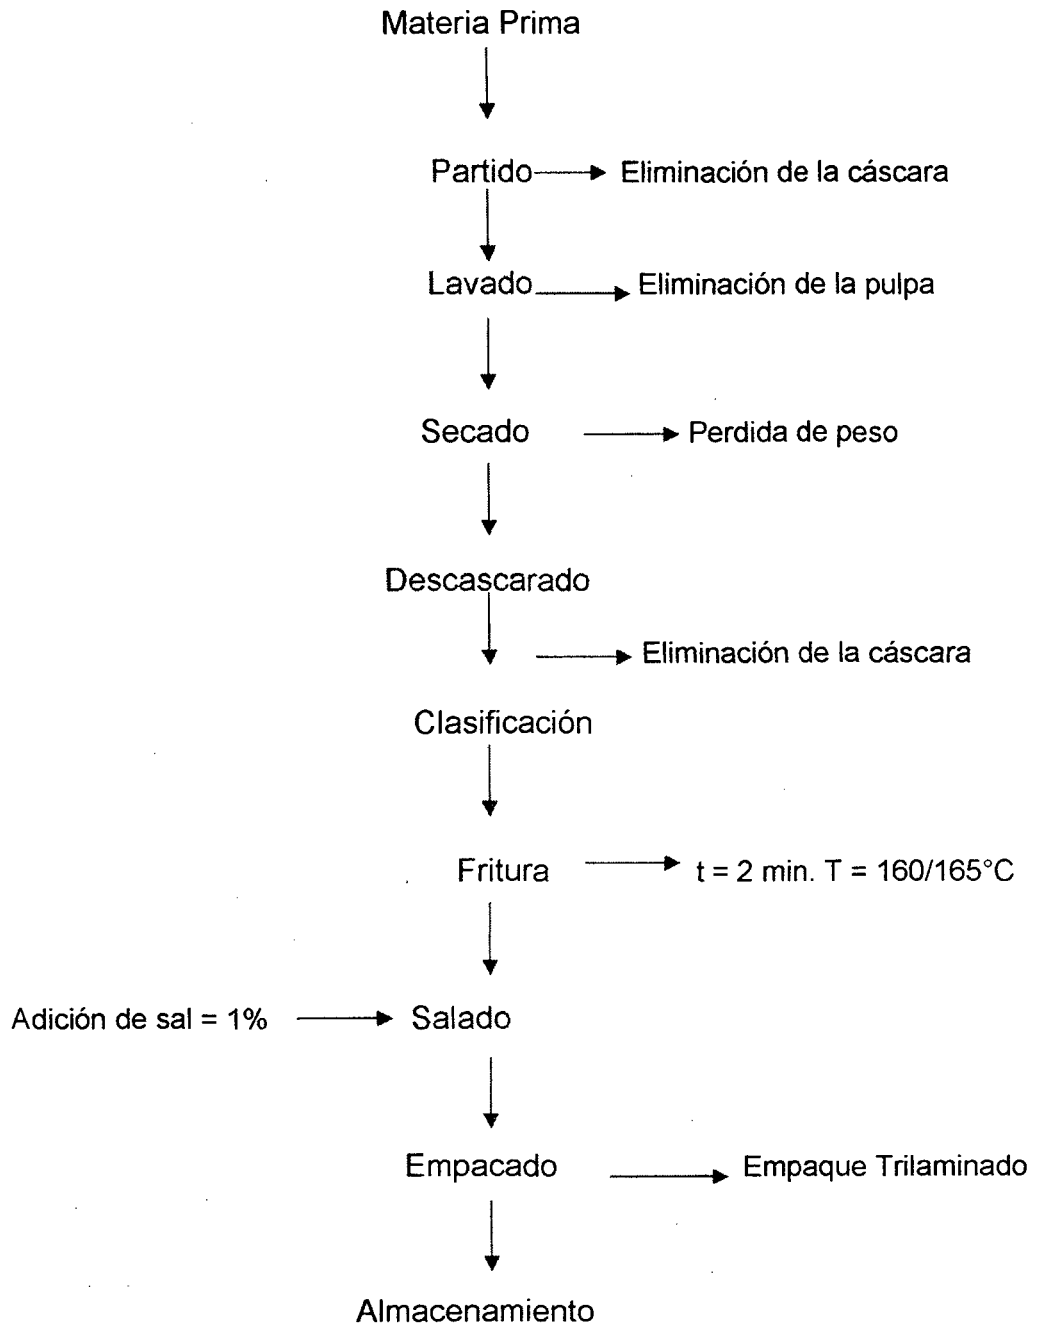 Materia Prima
Partido
Eliminación de la cáscara
Lavado
Eliminación de la pulpa
Secado
Perdida de peso
Descascarado
Eliminación de la cáscara
Clasificación
Fritura
t = 2 min. T = 160/165°C
Adición de sal = 1%
Salado
Empacado
Empaque Trilaminado
Almacenamiento